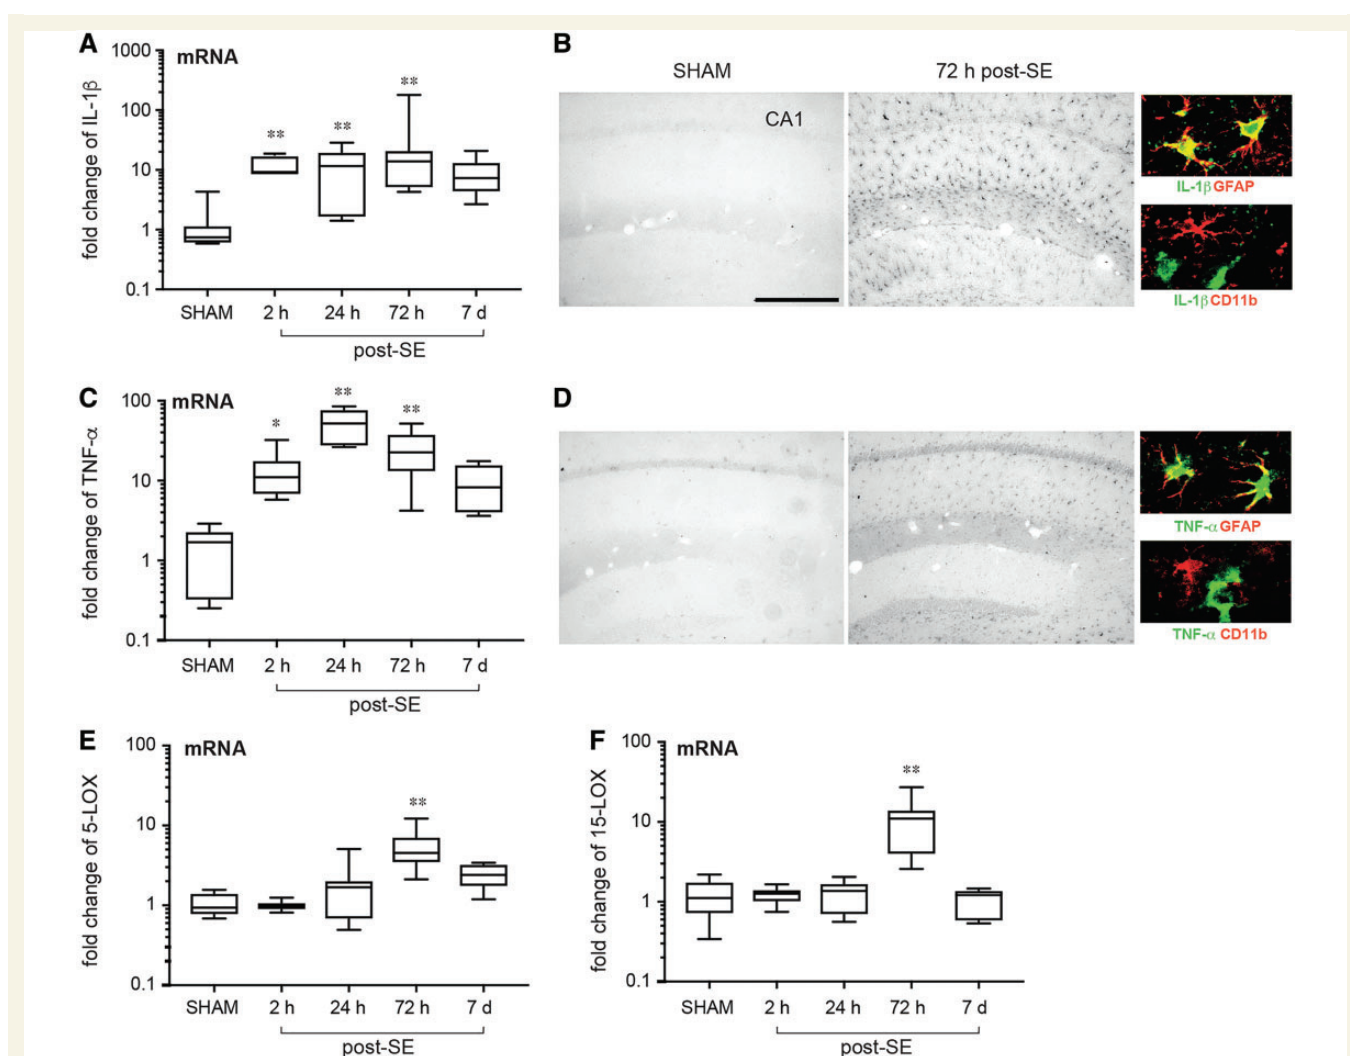 A
mRNA
fold change of IL-1β
1000
100
10
1
0.1
**
**
**
SHAM
2 h
24 h
72 h
7 d
post-SE
B
SHAM
72 h post-SE
CA1
IL-1β GFAP
IL-1β CD11b
C
mRNA
fold change of TNF-α
100
10
1
0.1
*
**
**
SHAM
2 h
24 h
72 h
7 d
post-SE
D
TNF-α GFAP
TNF-α CD11b
E
mRNA
fold change of 5-LOX
100
10
1
0.1
**
SHAM
2 h
24 h
72 h
7 d
post-SE
F
mRNA
fold change of 15-LOX
100
10
1
0.1
**
SHAM
2 h
24 h
72 h
7 d
post-SE